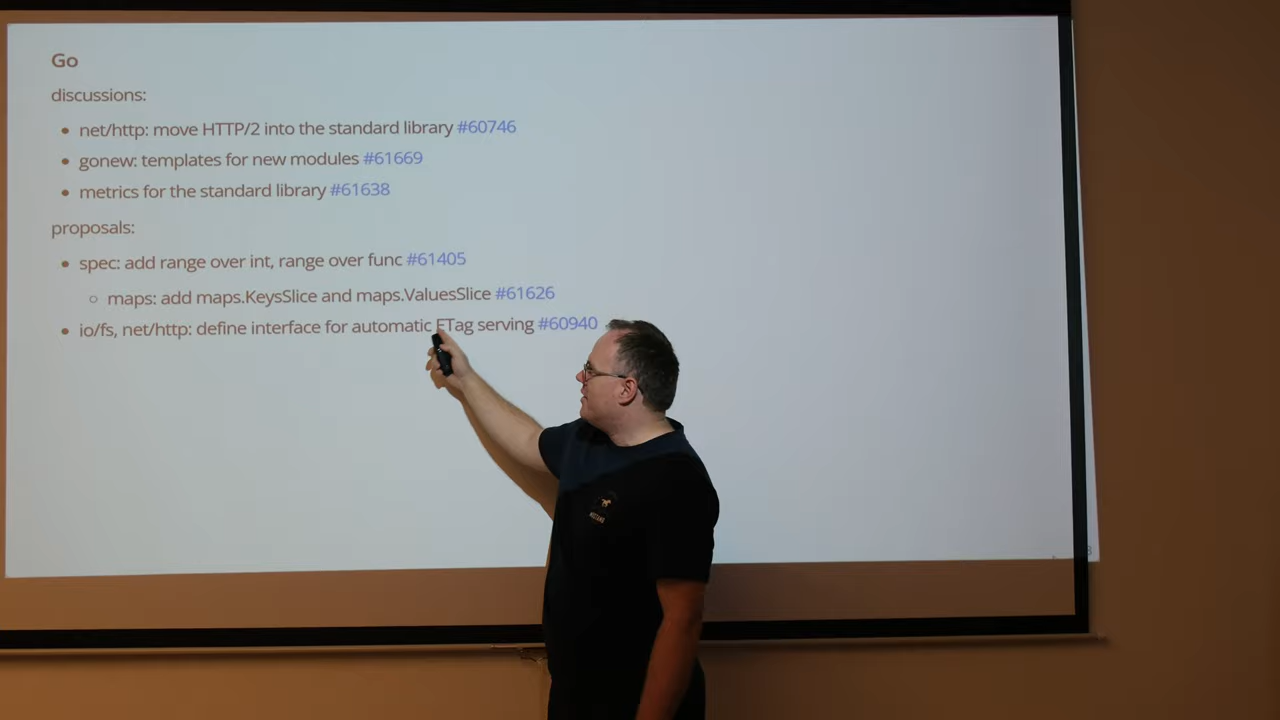 Go
discussions:
• net/http: move HTTP/2 into the standard library #60746
• gonew: templates for new modules #61669
• metrics for the standard library #61638
proposals:
• spec: add range over int, range over func #61405
○ maps: add maps.KeysSlice and maps.ValuesSlice #61626
• io/fs, net/http: define interface for automatic ETag serving #60940